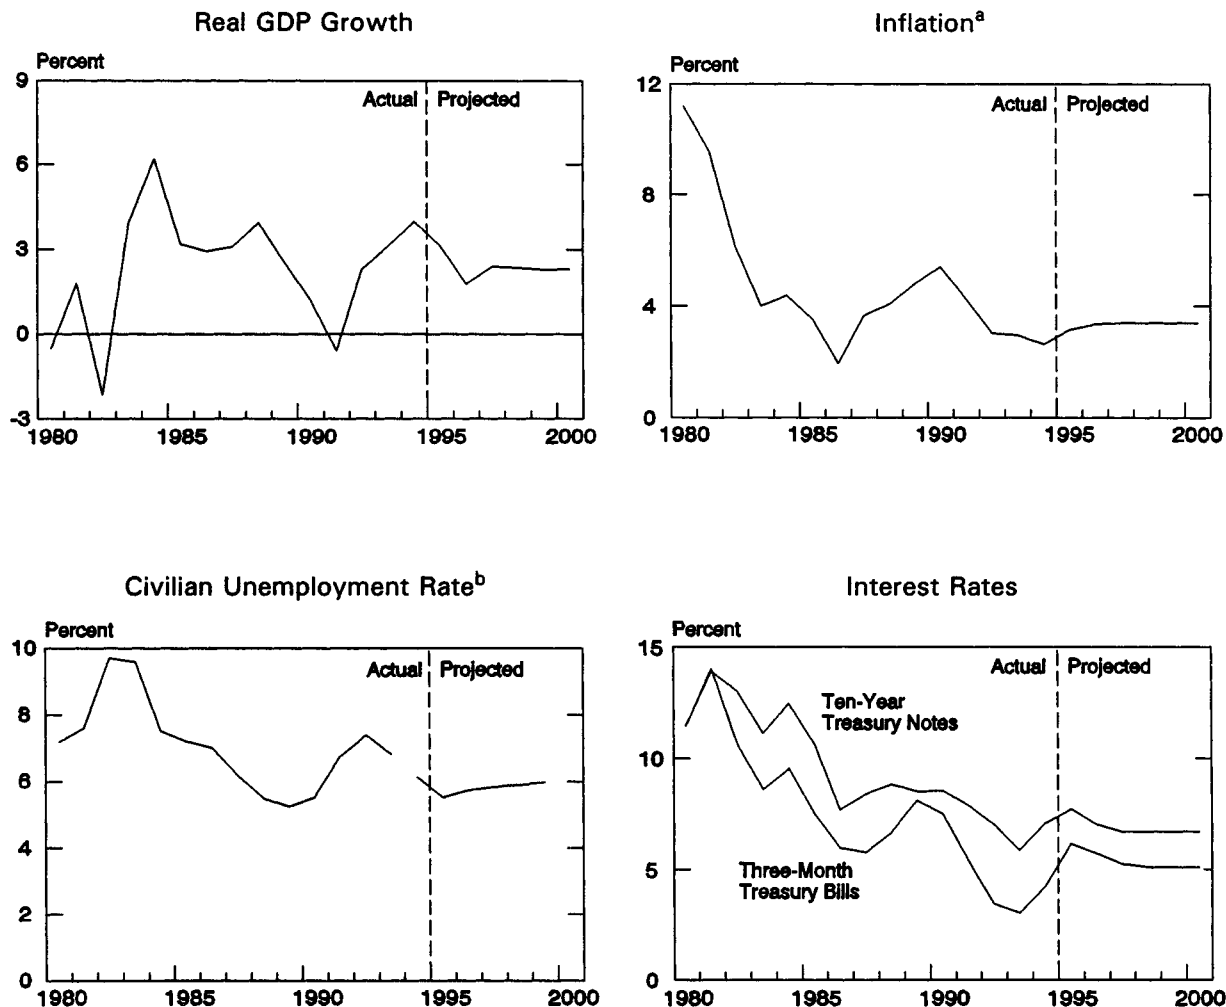 Real GDP Growth
Percent
9
6
3
0
-3
Actual
Projected
1980 1985 1990 1995 2000
Inflationᵃ
Percent
12
8
4
0
Actual
Projected
1980 1985 1990 1995 2000
Civilian Unemployment Rateᵇ
Percent
10
8
6
4
2
0
Actual
Projected
1980 1985 1990 1995 2000
Interest Rates
Percent
15
10
5
0
Actual
Projected
Ten-Year
Treasury Notes
Three-Month
Treasury Bills
1980 1985 1990 1995 2000